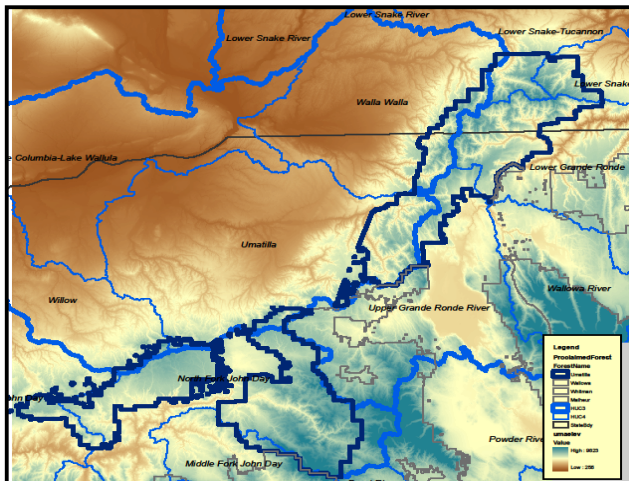 Lower Snake River
Lower Snake-Tucannon
Lower Snake River
Lower Snake
Walla Walla
e Columbia-Lake Wallula
Lower Grande Ronde
Umatilla
Wallowa River
Willow
Upper Grande Ronde River
North Fork John Day
John Day
Powder River
Middle Fork John Day
Legend
ProclaimedForest
ForestName
Umatilla
Wallowa
Whitman
Malheur
HUC3
HUC4
StateBdy
umaelev
Value
High : 9823